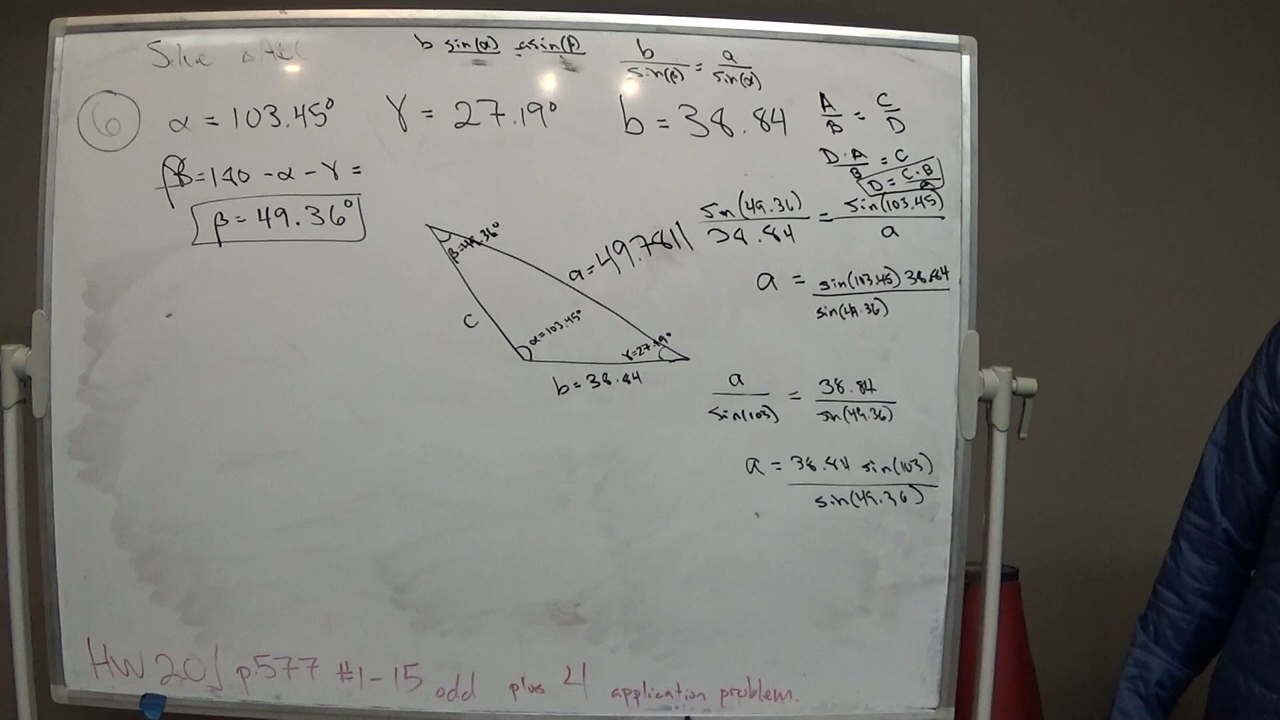 b sin(α) = a sin(β)
b/sin(β) = a/sin(α)
6
α = 103.45°
γ = 27.19°
b = 38.84
A/B = C/D
D·A/B = C
D = C·B/A
β = 180 - α - γ =
β = 49.36°
sin(49.36)/38.84 = sin(103.45)/a
a = sin(103.45) 38.84/sin(49.36)
β=49.36°
a = 49.7811
c
α=103.45°
γ=27.19°
b = 38.84
a/sin(103) = 38.84/sin(49.36)
a = 38.84 sin(103)/sin(49.36)
HW 20 p.577 #1-15 odd plus 4 application problem.